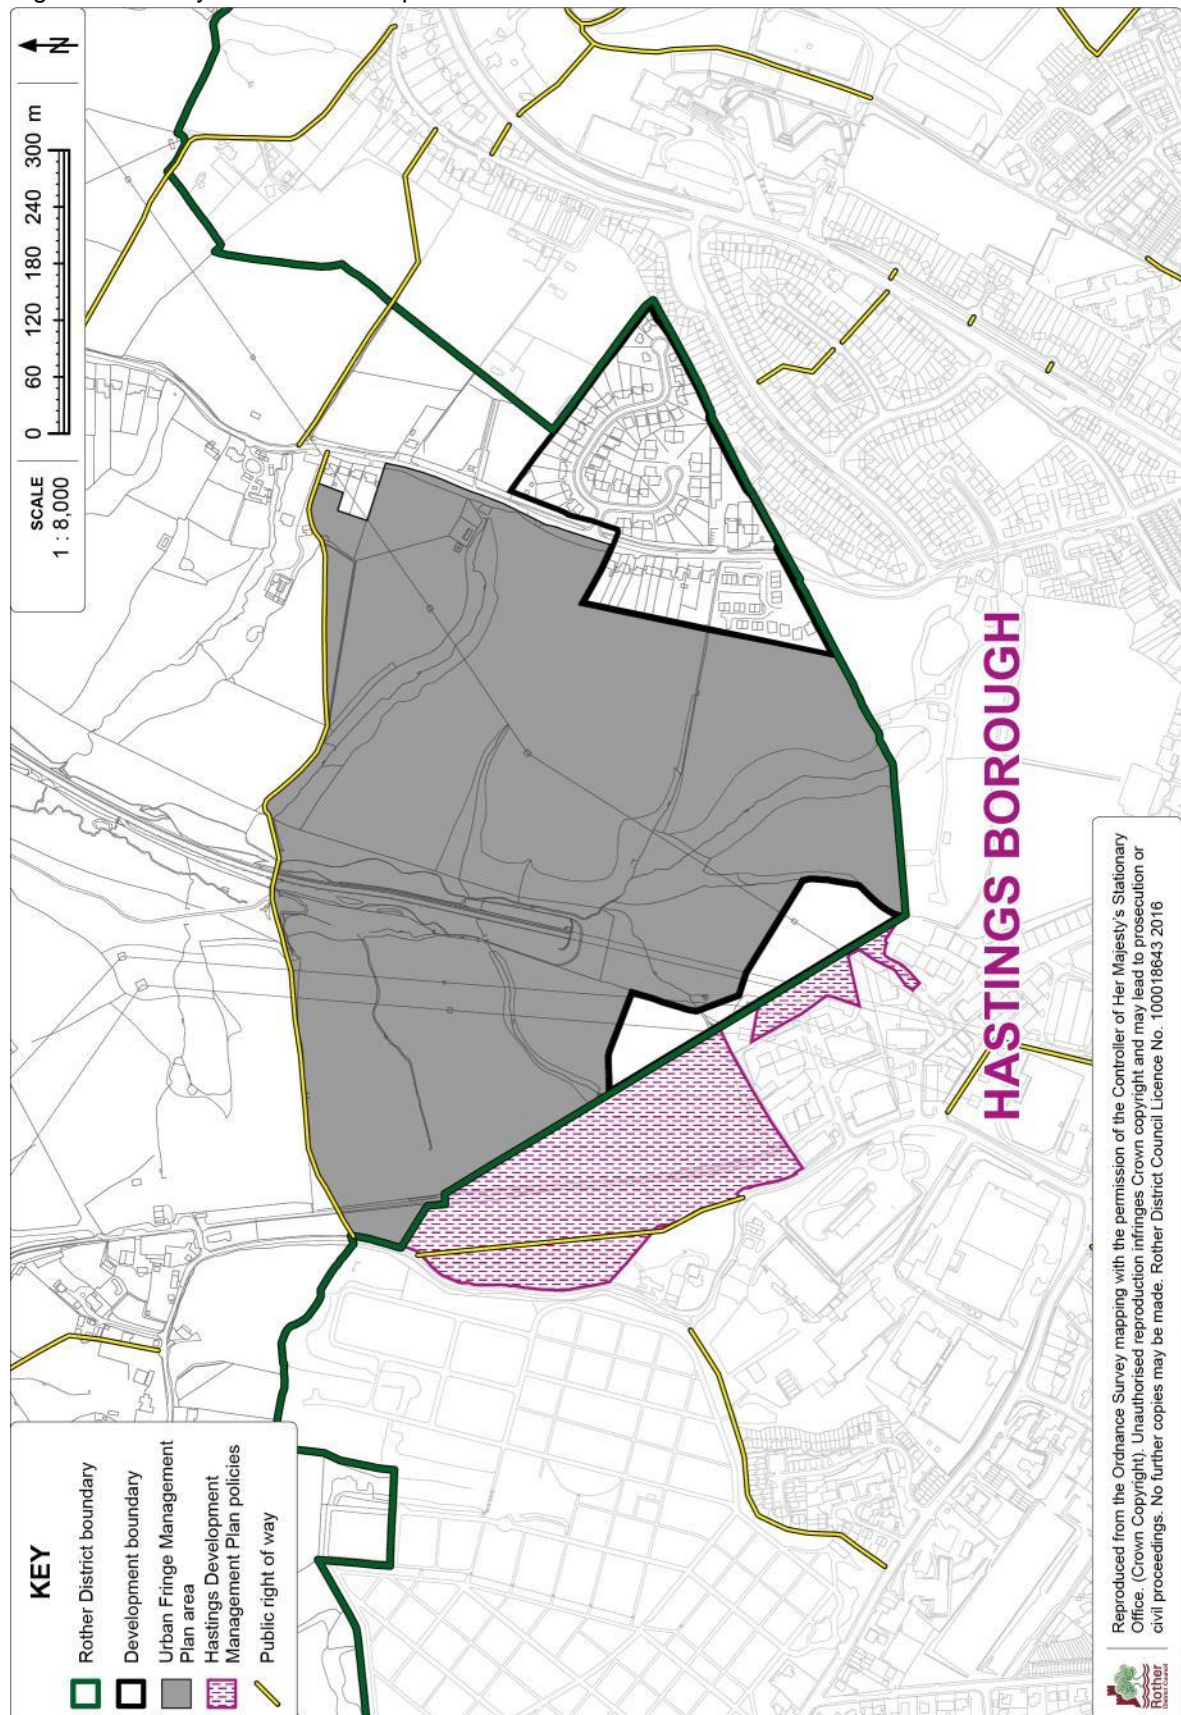 KEY
Rother District boundary
Development boundary
Urban Fringe Management
Plan area
Hastings Development
Management Plan policies
Public right of way
SCALE
1 : 8,000
0 60 120 180 240 300 m
N
HASTINGS BOROUGH
Reproduced from the Ordnance Survey mapping with the permission of the Controller of Her Majesty's Stationary
Office. (Crown Copyright). Unauthorised reproduction infringes Crown copyright and may lead to prosecution or
civil proceedings. No further copies may be made. Rother District Council Licence No. 100018643 2016
Rother
District Council